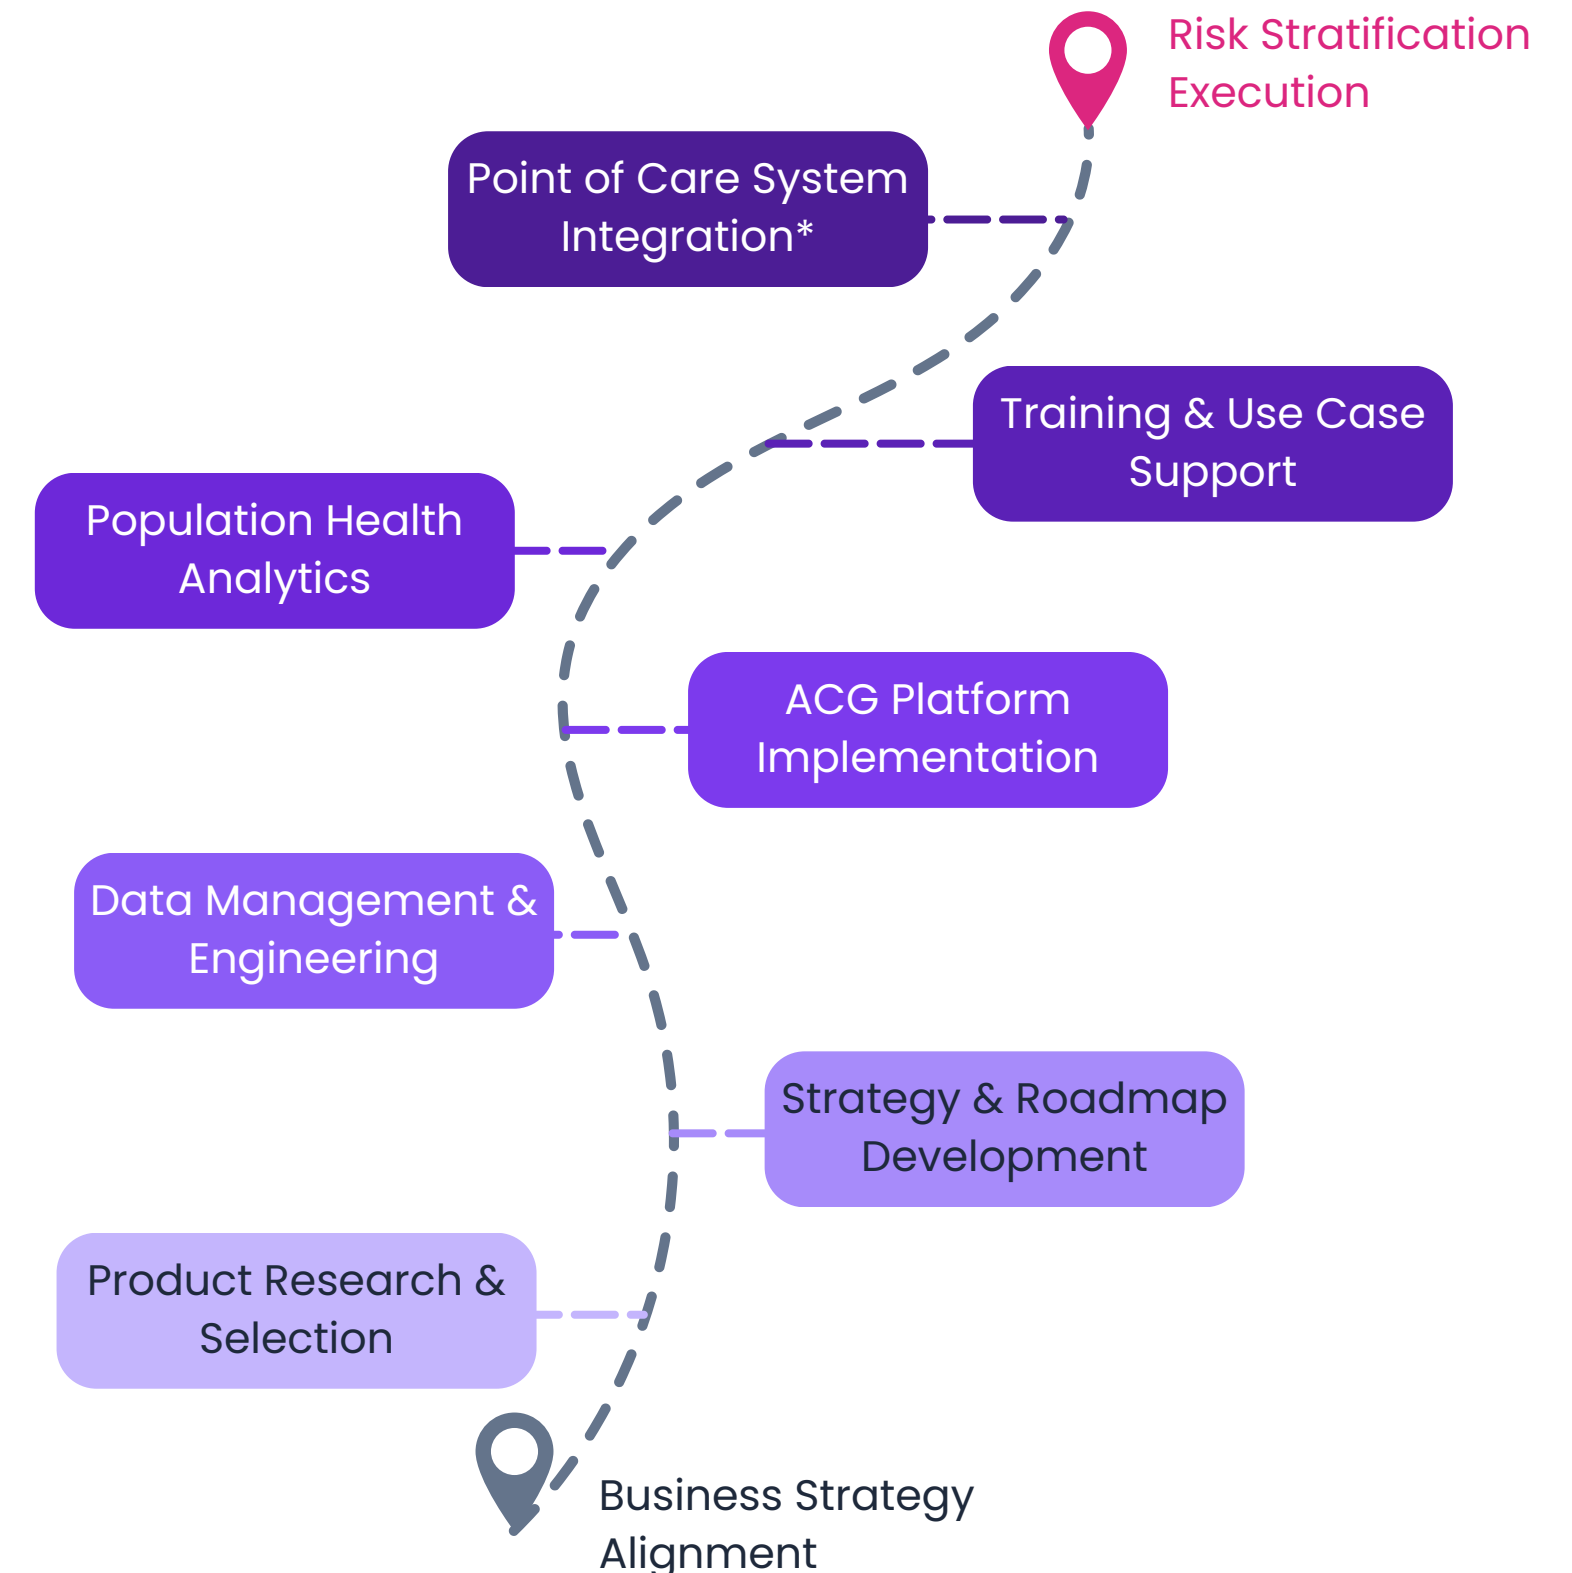 Risk Stratification
Execution
Point of Care System
Integration*
Training & Use Case
Support
Population Health
Analytics
ACG Platform
Implementation
Data Management &
Engineering
Strategy & Roadmap
Development
Product Research &
Selection
Business Strategy
Alignment